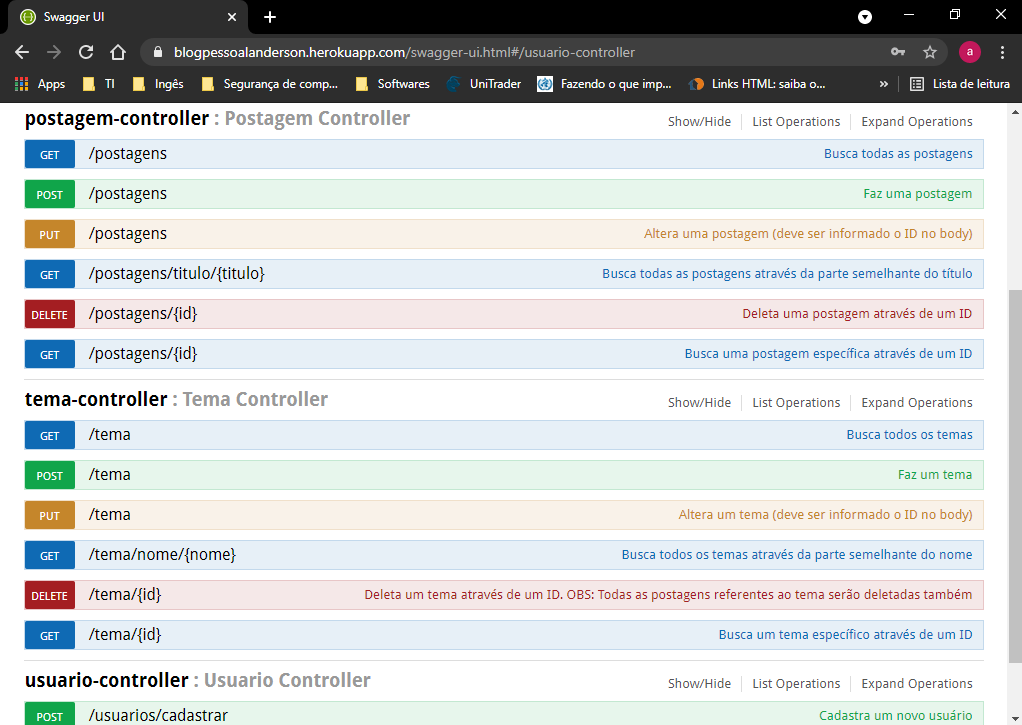 Swagger UI
blogpessoalanderson.herokuapp.com/swagger-ui.html#/usuario-controller
a
Apps TI Ingês Segurança de comp... Softwares UniTrader Fazendo o que imp... Links HTML: saiba o... » Lista de leitura
postagem-controller : Postagem Controller Show/Hide List Operations Expand Operations
GET /postagens Busca todas as postagens
POST /postagens Faz uma postagem
PUT /postagens Altera uma postagem (deve ser informado o ID no body)
GET /postagens/titulo/{titulo} Busca todas as postagens através da parte semelhante do título
DELETE /postagens/{id} Deleta uma postagem através de um ID
GET /postagens/{id} Busca uma postagem específica através de um ID
tema-controller : Tema Controller Show/Hide List Operations Expand Operations
GET /tema Busca todos os temas
POST /tema Faz um tema
PUT /tema Altera um tema (deve ser informado o ID no body)
GET /tema/nome/{nome} Busca todos os temas através da parte semelhante do nome
DELETE /tema/{id} Deleta um tema através de um ID. OBS: Todas as postagens referentes ao tema serão deletadas também
GET /tema/{id} Busca um tema específico através de um ID
usuario-controller : Usuario Controller Show/Hide List Operations Expand Operations
POST /usuarios/cadastrar Cadastra um novo usuário